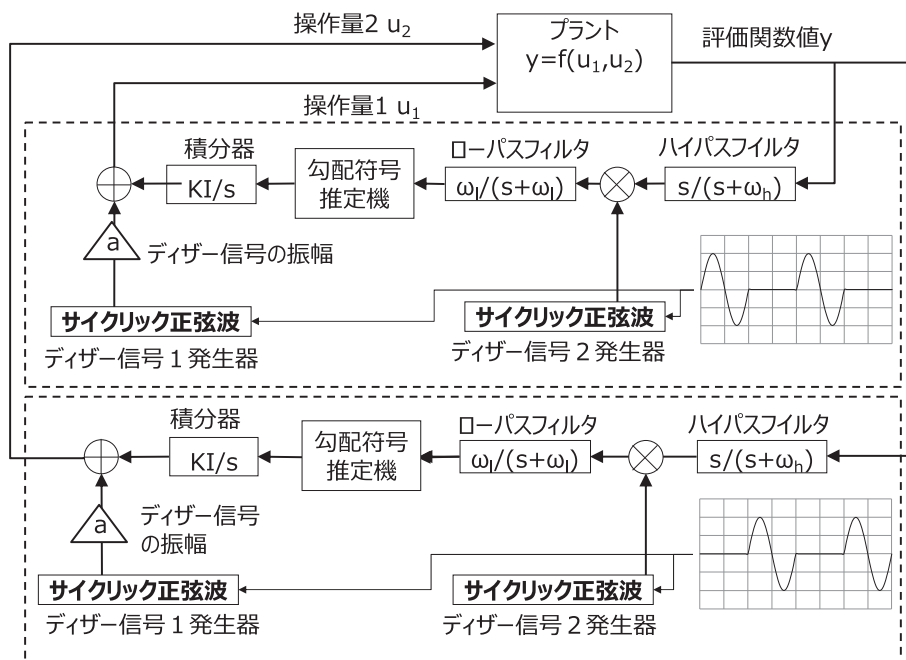 操作量2 u₂
プラント
y=f(u₁,u₂)
評価関数値y
操作量1 u₁
積分器
KI/s
勾配符号
推定機
ローパスフィルタ
ωl/(s+ωl)
ハイパスフイルタ
s/(s+ωh)
a
ディザー信号の振幅
サイクリック正弦波
ディザー信号1発生器
サイクリック正弦波
ディザー信号2発生器
積分器
KI/s
勾配符号
推定機
ローパスフィルタ
ωl/(s+ωl)
ハイパスフイルタ
s/(s+ωh)
a
ディザー信号
の振幅
サイクリック正弦波
ディザー信号1発生器
サイクリック正弦波
ディザー信号2発生器